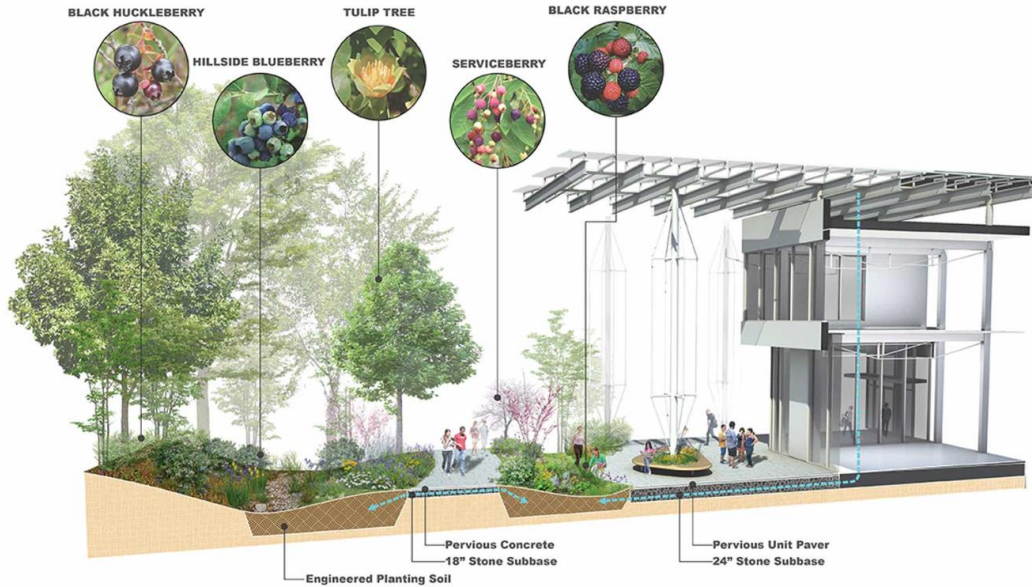 BLACK HUCKLEBERRY
HILLSIDE BLUEBERRY
TULIP TREE
SERVICEBERRY
BLACK RASPBERRY
Pervious Concrete
18” Stone Subbase
Engineered Planting Soil
Pervious Unit Paver
24” Stone Subbase